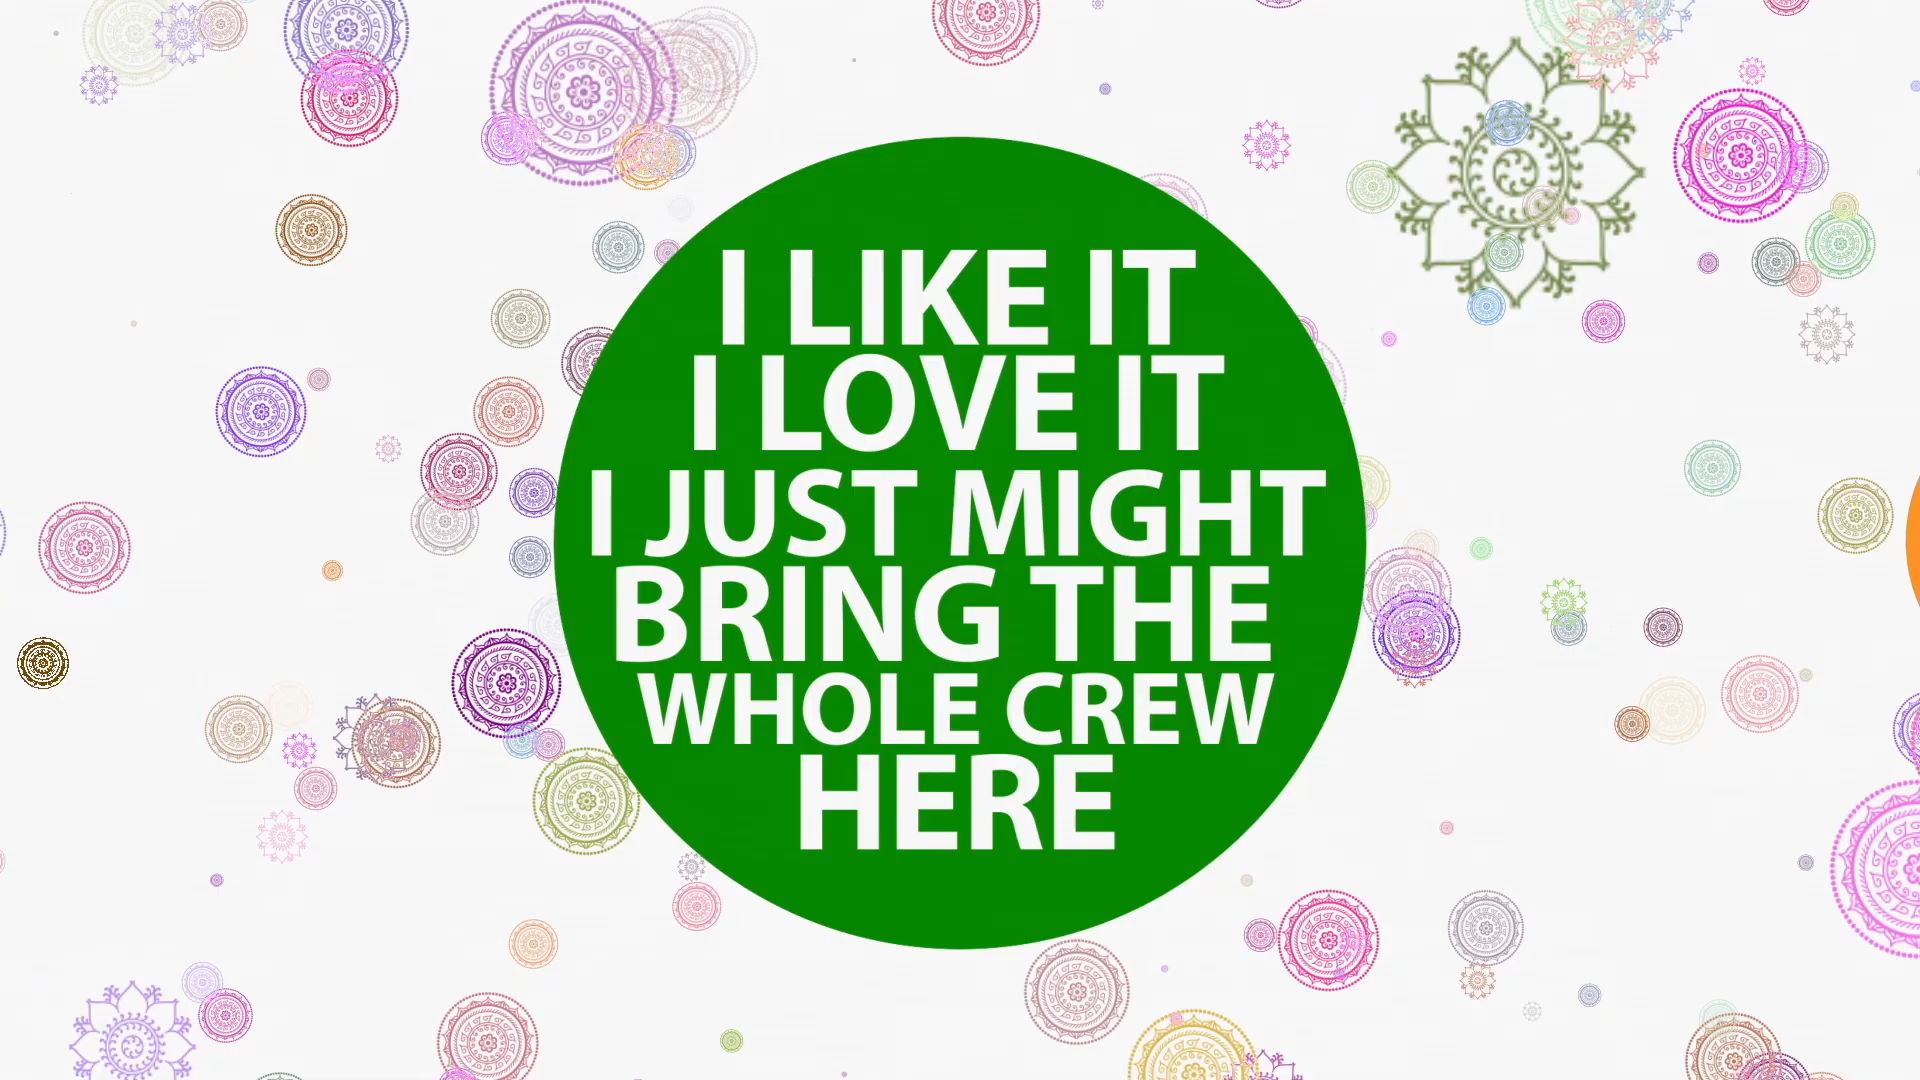 I LIKE IT
I LOVE IT
I JUST MIGHT
BRING THE
WHOLE CREW
HERE